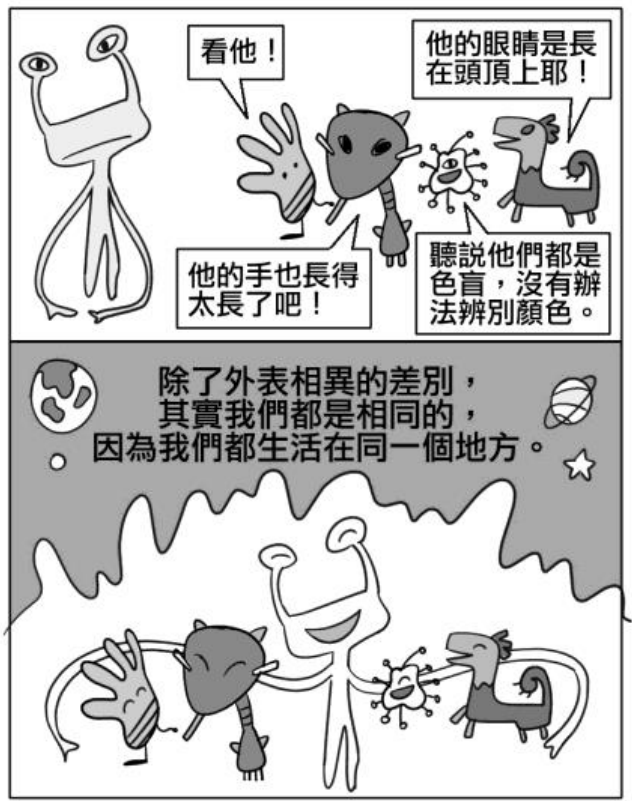 看他！
他的眼睛是長
在頭頂上耶！
他的手也長得
太長了吧！
聽說他們都是
色盲，沒有辦
法辨別顏色。
除了外表相異的差別，
其實我們都是相同的，
因為我們都生活在同一個地方。